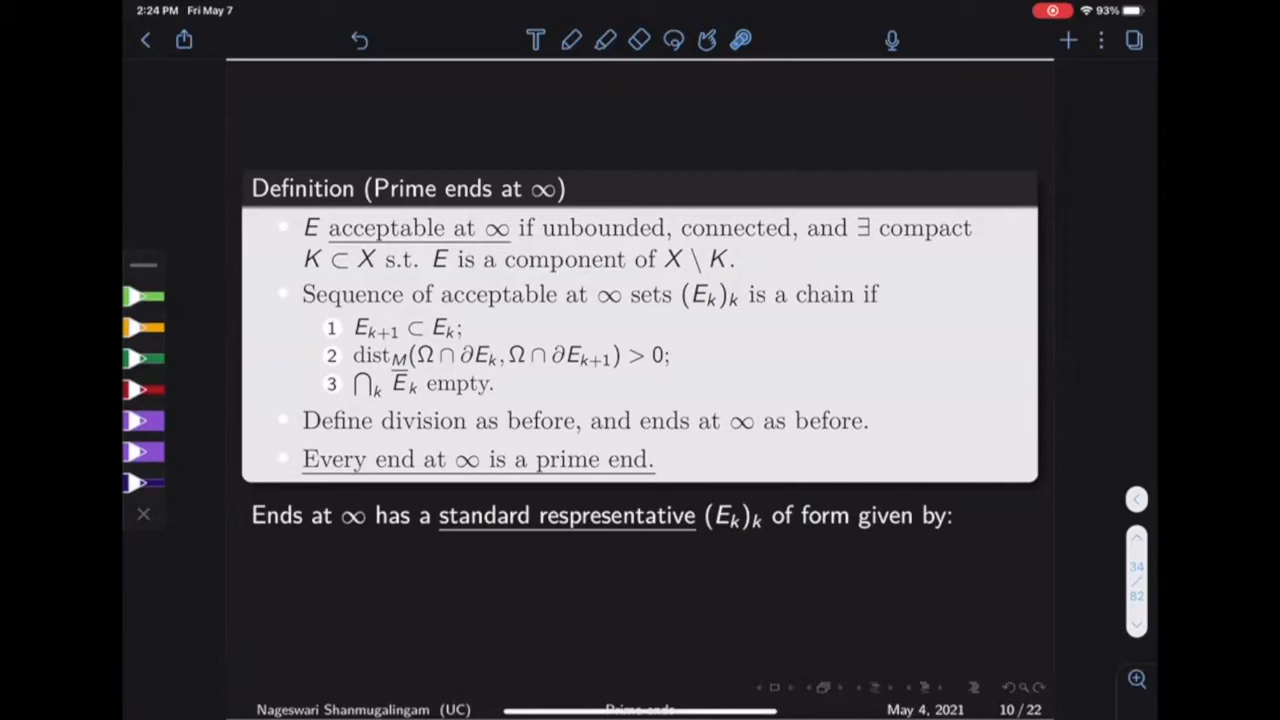 2:24 PM Fri May 7
93%
Definition (Prime ends at ∞)
E acceptable at ∞ if unbounded, connected, and ∃ compact
K ⊂ X s.t. E is a component of X \ K.
Sequence of acceptable at ∞ sets (E_k)_k is a chain if
1 E_{k+1} ⊂ E_k;
2 dist_M(Ω ∩ ∂E_k, Ω ∩ ∂E_{k+1}) > 0;
3 ⋂_k \overline{E}_k empty.
Define division as before, and ends at ∞ as before.
Every end at ∞ is a prime end.
Ends at ∞ has a standard respresentative (E_k)_k of form given by:
34
/
82
Nageswari Shanmugalingam (UC) Prime ends May 4, 2021 10 / 22